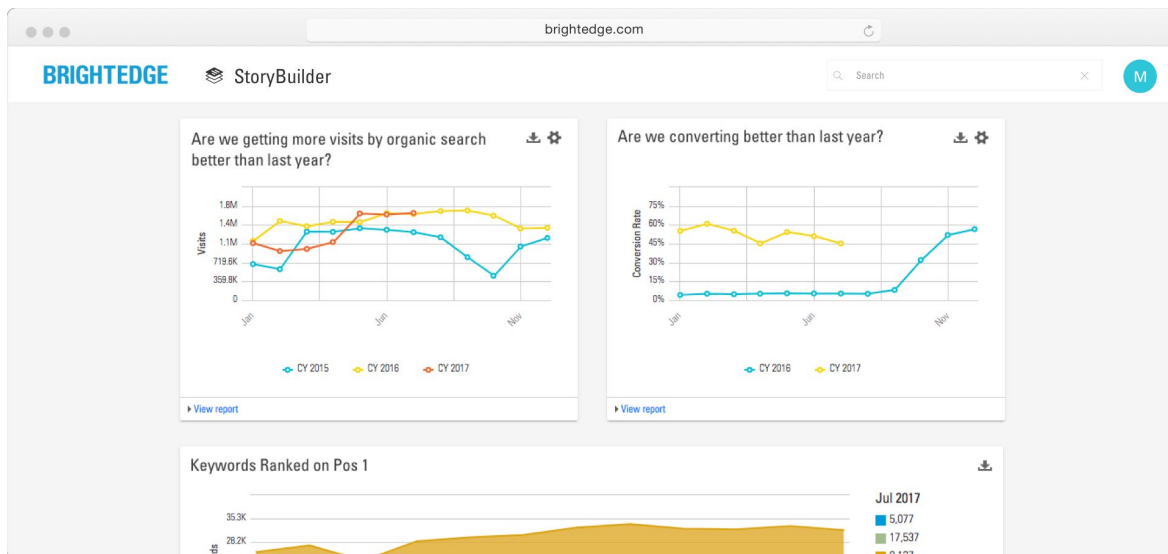 brightedge.com
BRIGHTEDGE
StoryBuilder
Search
M
Are we getting more visits by organic search
better than last year?
Visits
1.8M
1.4M
1.1M
719.8K
359.8K
0
Jan
Jun
Nov
CY 2015
CY 2016
CY 2017
View report
Are we converting better than last year?
Conversion Rate
75%
60%
45%
30%
15%
0%
Jan
Jun
Nov
CY 2016
CY 2017
View report
Keywords Ranked on Pos 1
35.3K
28.2K
Jul 2017
5,077
17,537